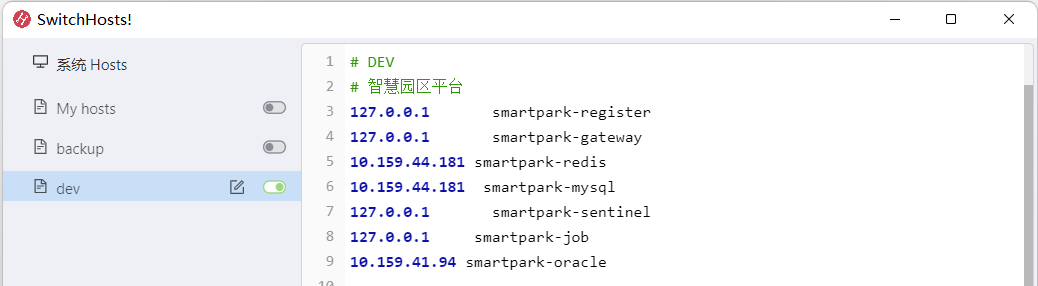 SwitchHosts!
系统 Hosts
My hosts
backup
dev
1 # DEV
2 # 智慧园区平台
3 127.0.0.1 smartpark-register
4 127.0.0.1 smartpark-gateway
5 10.159.44.181 smartpark-redis
6 10.159.44.181 smartpark-mysql
7 127.0.0.1 smartpark-sentinel
8 127.0.0.1 smartpark-job
9 10.159.41.94 smartpark-oracle
10